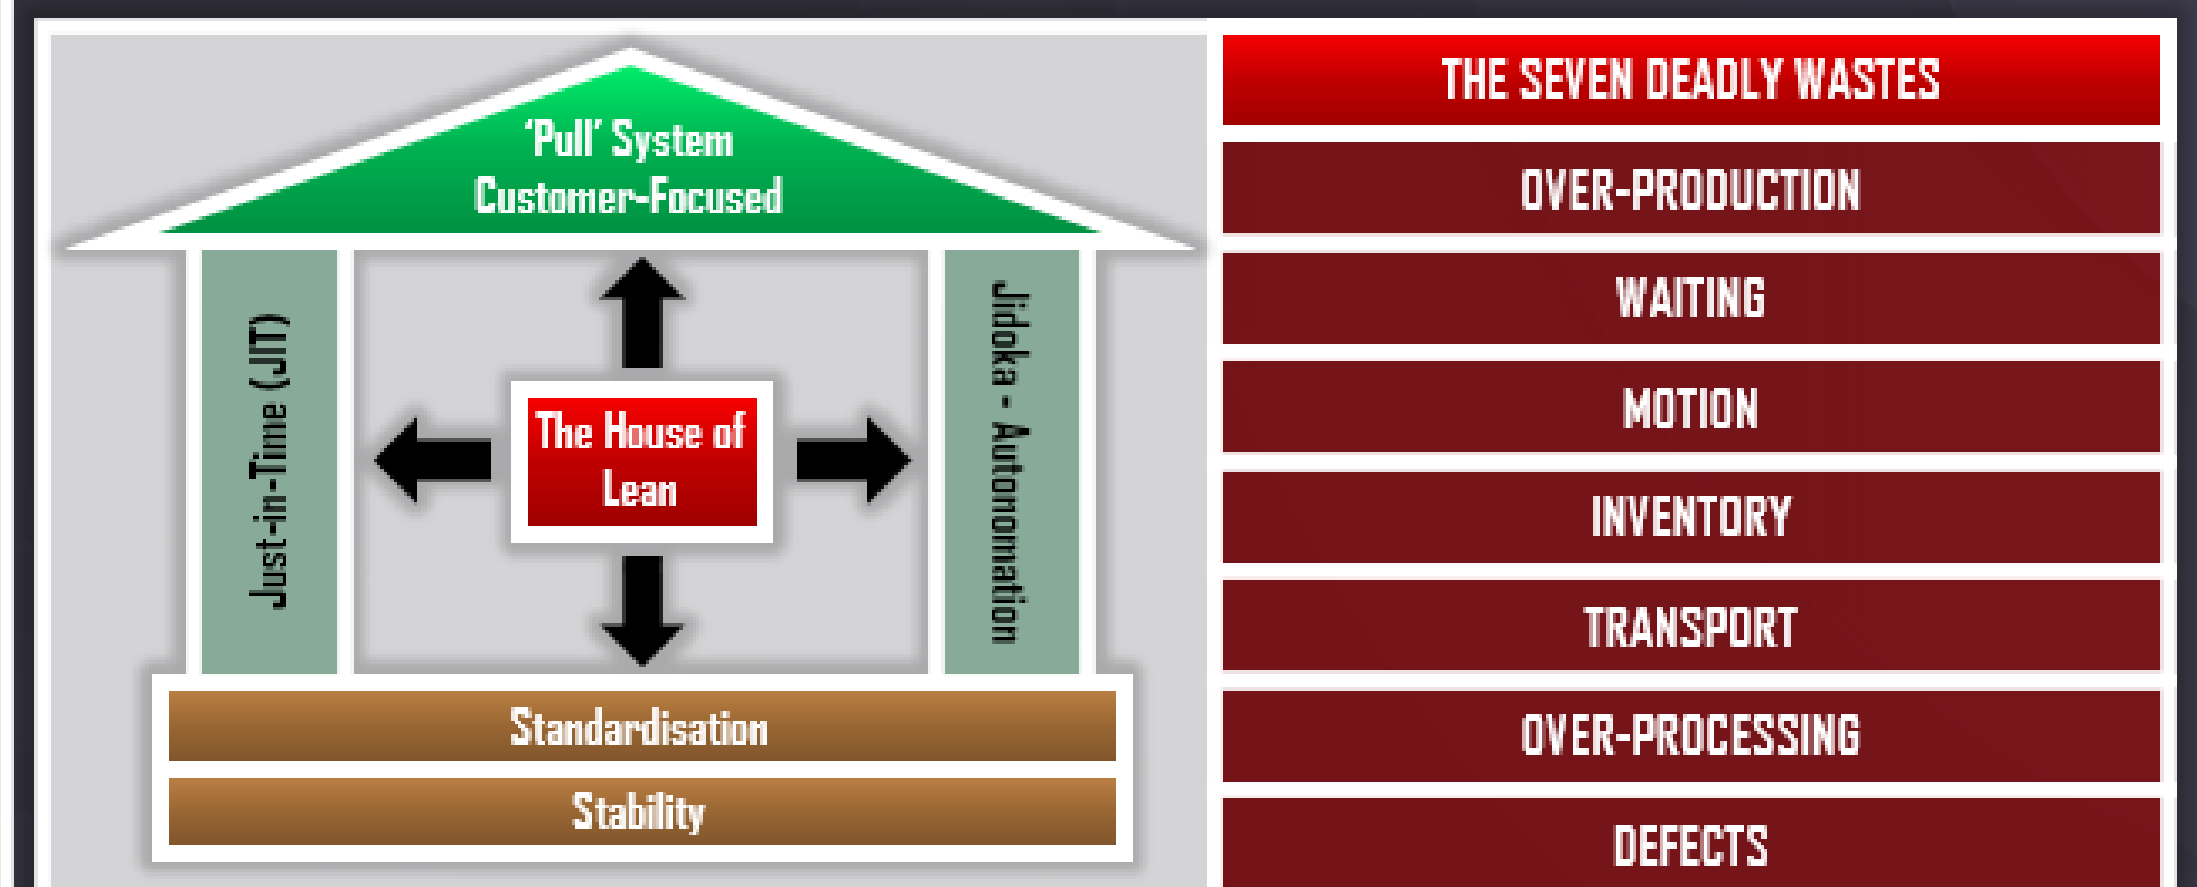 'Pull' System
Customer-Focused
Just-in-Time (JIT)
The House of
Lean
Jidoka - Autonomation
Standardisation
Stability
THE SEVEN DEADLY WASTES
OVER-PRODUCTION
WAITING
MOTION
INVENTORY
TRANSPORT
OVER-PROCESSING
DEFECTS